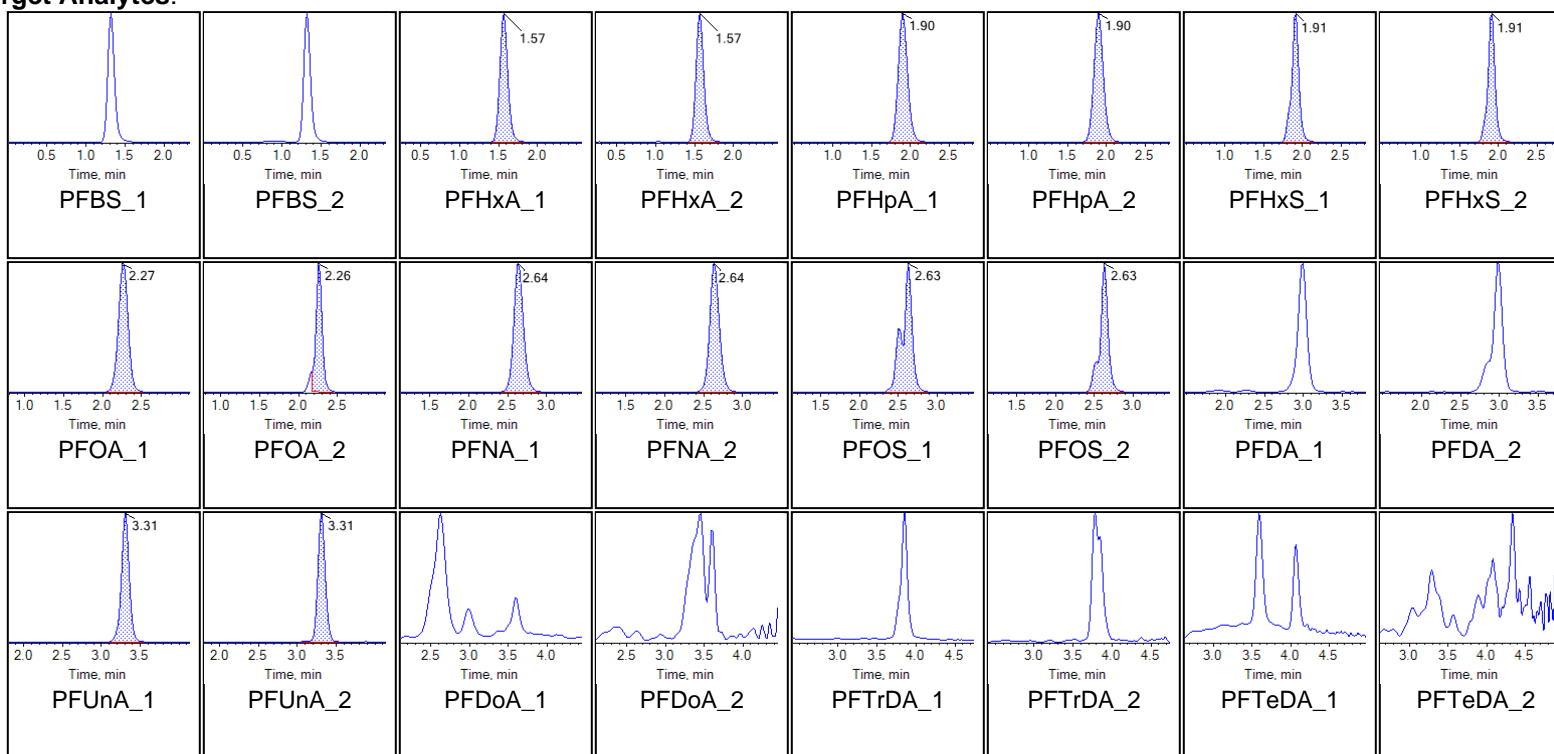 rget Analytes:
1.57 1.57 1.90 1.90 1.91 1.91
0.5 1.0 1.5 2.0 0.5 1.0 1.5 2.0 0.5 1.0 1.5 2.0 0.5 1.0 1.5 2.0 1.0 1.5 2.0 2.5 1.0 1.5 2.0 2.5 1.0 1.5 2.0 2.5 1.0 1.5 2.0 2.5
Time, min Time, min Time, min Time, min Time, min Time, min Time, min Time, min
PFBS_1 PFBS_2 PFHxA_1 PFHxA_2 PFHpA_1 PFHpA_2 PFHxS_1 PFHxS_2
2.27 2.26 2.64 2.64 2.63 2.63
1.0 1.5 2.0 2.5 1.0 1.5 2.0 2.5 1.5 2.0 2.5 3.0 1.5 2.0 2.5 3.0 1.5 2.0 2.5 3.0 1.5 2.0 2.5 3.0 2.0 2.5 3.0 3.5 2.0 2.5 3.0 3.5
Time, min Time, min Time, min Time, min Time, min Time, min Time, min Time, min
PFOA_1 PFOA_2 PFNA_1 PFNA_2 PFOS_1 PFOS_2 PFDA_1 PFDA_2
3.31 3.31
2.0 2.5 3.0 3.5 2.0 2.5 3.0 3.5 2.5 3.0 3.5 4.0 2.5 3.0 3.5 4.0 3.0 3.5 4.0 4.5 3.0 3.5 4.0 4.5 3.0 3.5 4.0 4.5 3.0 3.5 4.0 4.5
Time, min Time, min Time, min Time, min Time, min Time, min Time, min Time, min
PFUnA_1 PFUnA_2 PFDoA_1 PFDoA_2 PFTrDA_1 PFTrDA_2 PFTeDA_1 PFTeDA_2